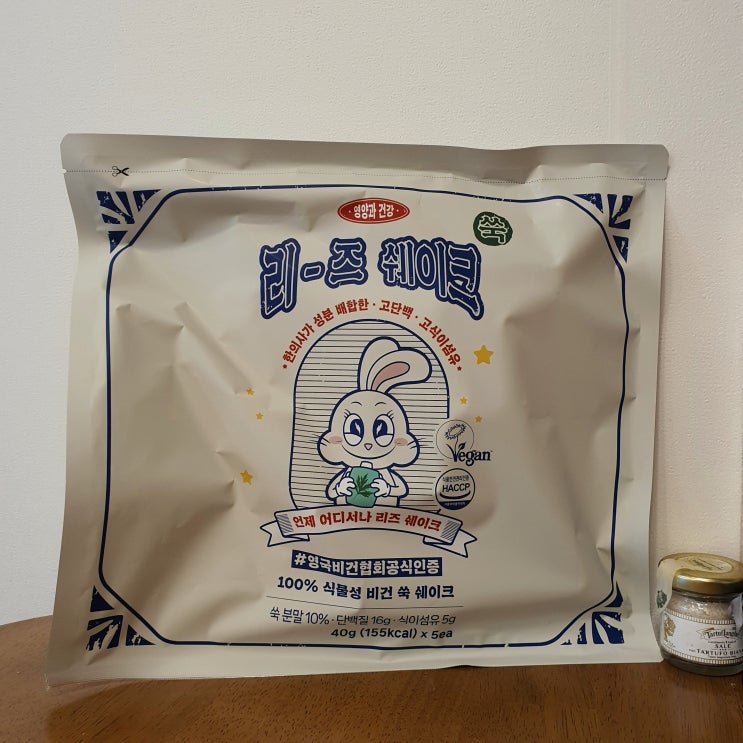 ·영양과 건강·
쑥
리-즈 쉐이크
·한의사가 성분 배합한·고단백·고식이섬유·
Vegan
HACCP
언제 어디서나 리즈 쉐이크
#영국비건협회공식인증
100% 식물성 비건 쑥 쉐이크
쑥 분말 10%·단백질 16g·식이섬유 5g
40g (155kcal) x 5ea
SALE
TARTUFO